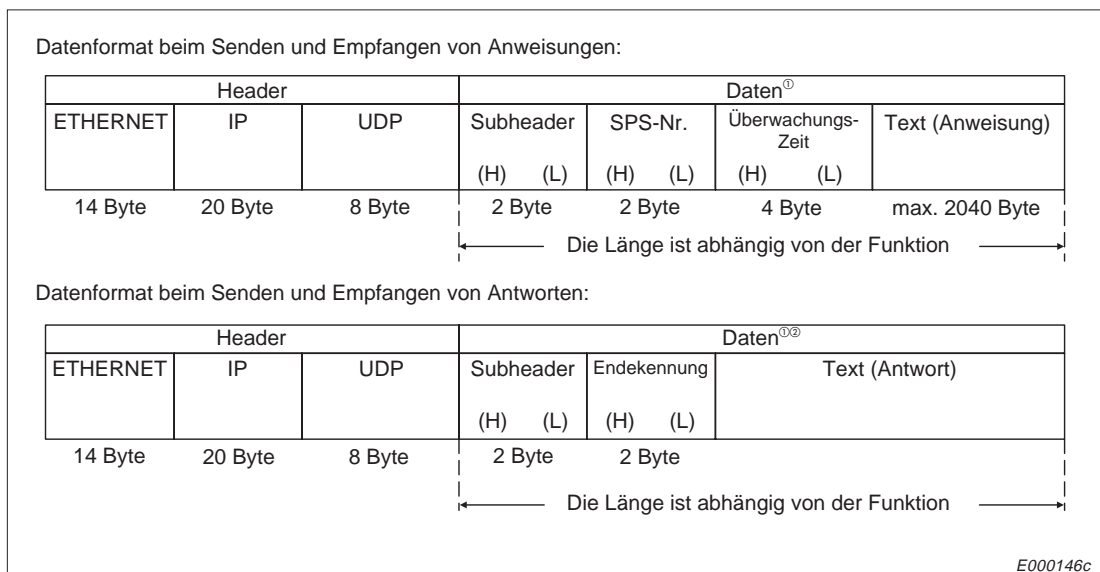 Datenformat beim Senden und Empfangen von Anweisungen:
Header Daten①
ETHERNET IP UDP Subheader SPS-Nr. Überwachungs- Text (Anweisung)
Zeit
(H) (L) (H) (L) (H) (L)
14 Byte 20 Byte 8 Byte 2 Byte 2 Byte 4 Byte max. 2040 Byte
Die Länge ist abhängig von der Funktion
Datenformat beim Senden und Empfangen von Antworten:
Header Daten①②
ETHERNET IP UDP Subheader Endekennung Text (Antwort)
(H) (L) (H) (L)
14 Byte 20 Byte 8 Byte 2 Byte 2 Byte
Die Länge ist abhängig von der Funktion
E000146c